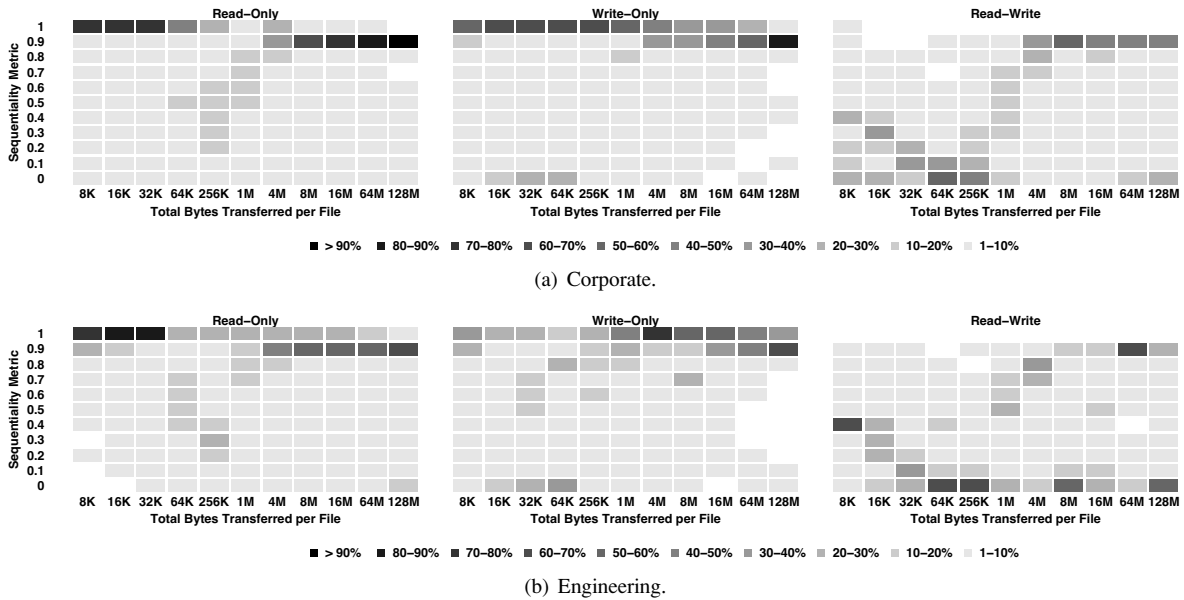 Read−Only Write−Only Read−Write
Sequentiality Metric
1
0.9
0.8
0.7
0.6
0.5
0.4
0.3
0.2
0.1
0
8K 16K 32K 64K 256K 1M 4M 8M 16M 64M 128M 8K 16K 32K 64K 256K 1M 4M 8M 16M 64M 128M 8K 16K 32K 64K 256K 1M 4M 8M 16M 64M 128M
Total Bytes Transferred per File Total Bytes Transferred per File Total Bytes Transferred per File
> 90% 80−90% 70−80% 60−70% 50−60% 40−50% 30−40% 20−30% 10−20% 1−10%
(a) Corporate.
Read−Only Write−Only Read−Write
Sequentiality Metric
1
0.9
0.8
0.7
0.6
0.5
0.4
0.3
0.2
0.1
0
8K 16K 32K 64K 256K 1M 4M 8M 16M 64M 128M 8K 16K 32K 64K 256K 1M 4M 8M 16M 64M 128M 8K 16K 32K 64K 256K 1M 4M 8M 16M 64M 128M
Total Bytes Transferred per File Total Bytes Transferred per File Total Bytes Transferred per File
> 90% 80−90% 70−80% 60−70% 50−60% 40−50% 30−40% 20−30% 10−20% 1−10%
(b) Engineering.